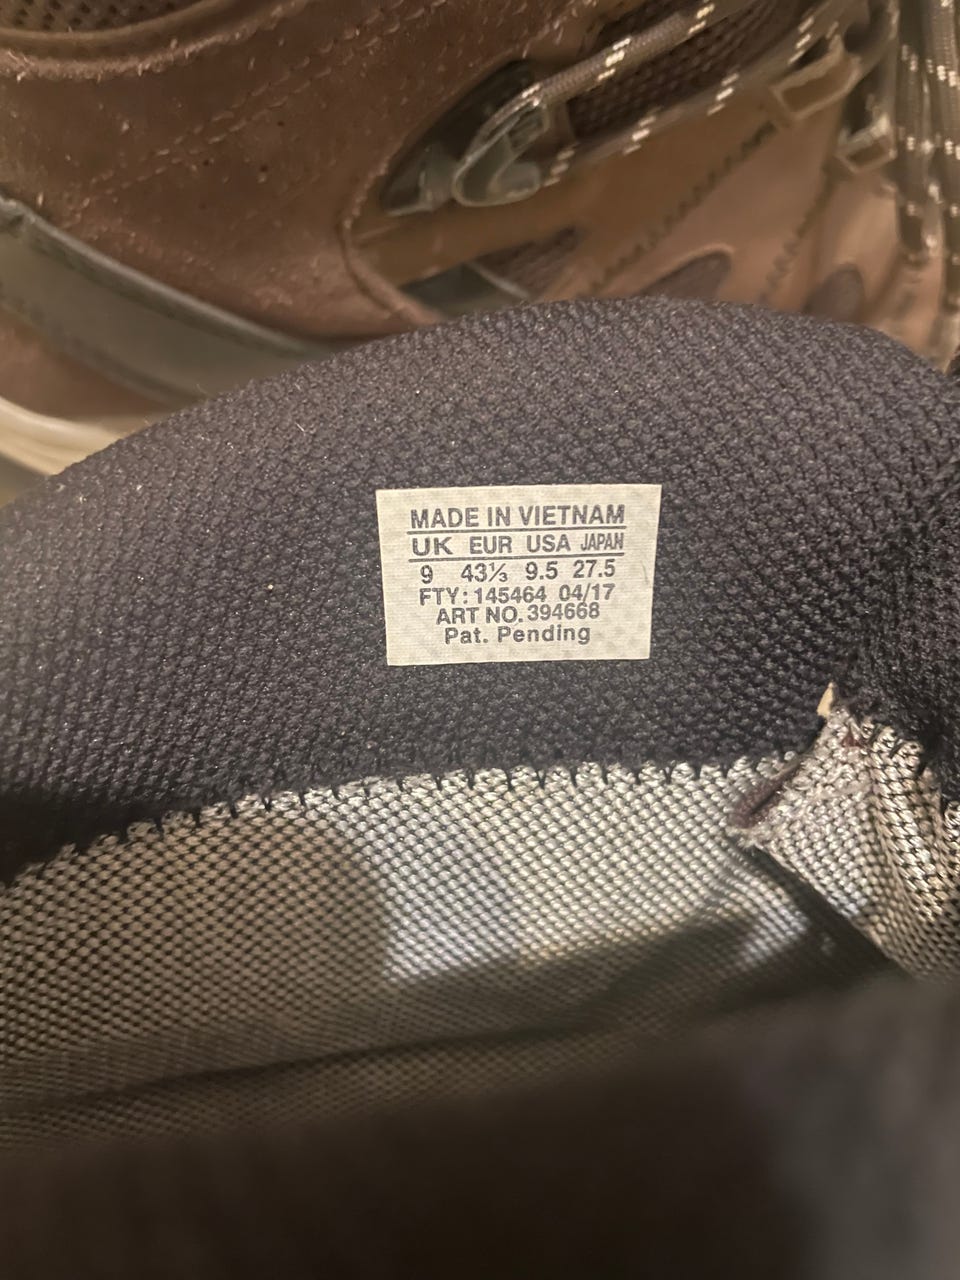 MADE IN VIETNAM
UK EUR USA JAPAN
9 43⅓ 9.5 27.5
FTY: 145464 04/17
ART NO. 394668
Pat. Pending